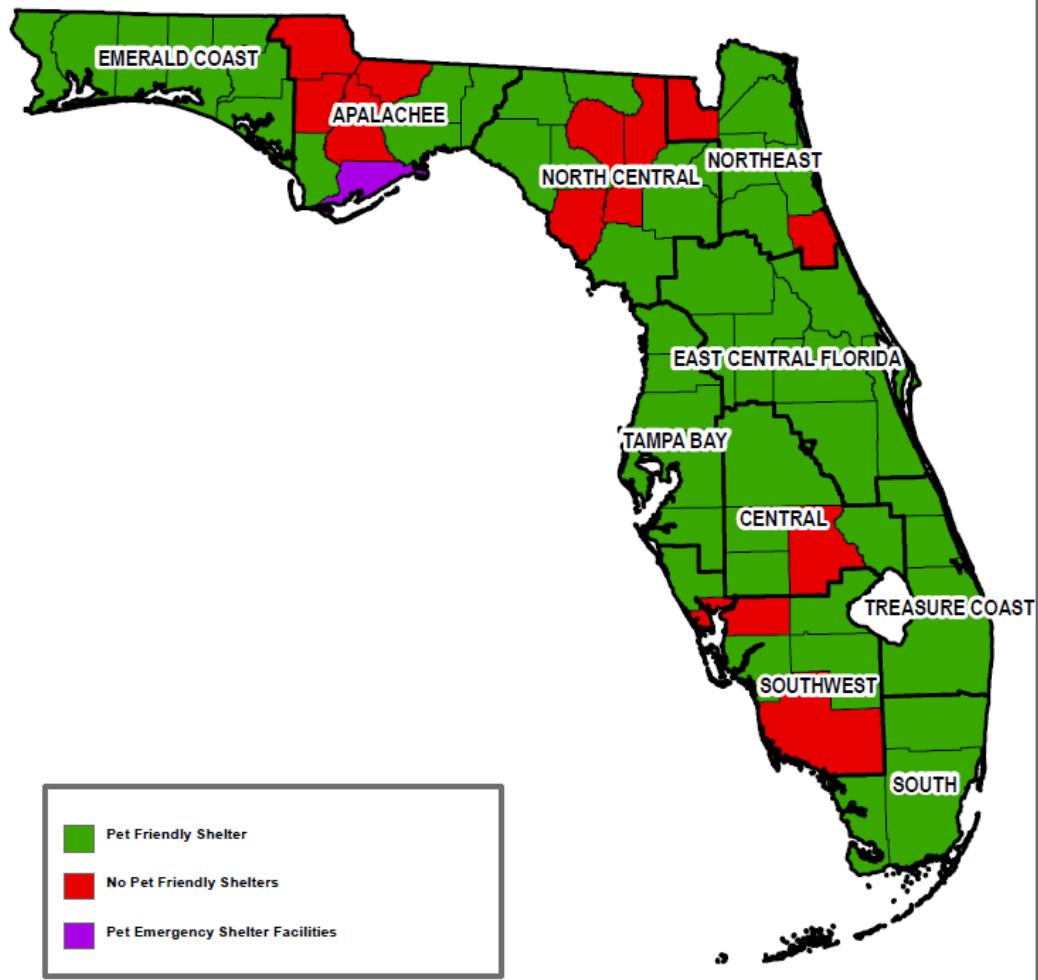 EMERALD COAST
APALACHEE
NORTH CENTRAL
NORTHEAST
EAST CENTRAL FLORIDA
TAMPA BAY
CENTRAL
TREASURE COAST
SOUTHWEST
SOUTH
Pet Friendly Shelter
No Pet Friendly Shelters
Pet Emergency Shelter Facilities